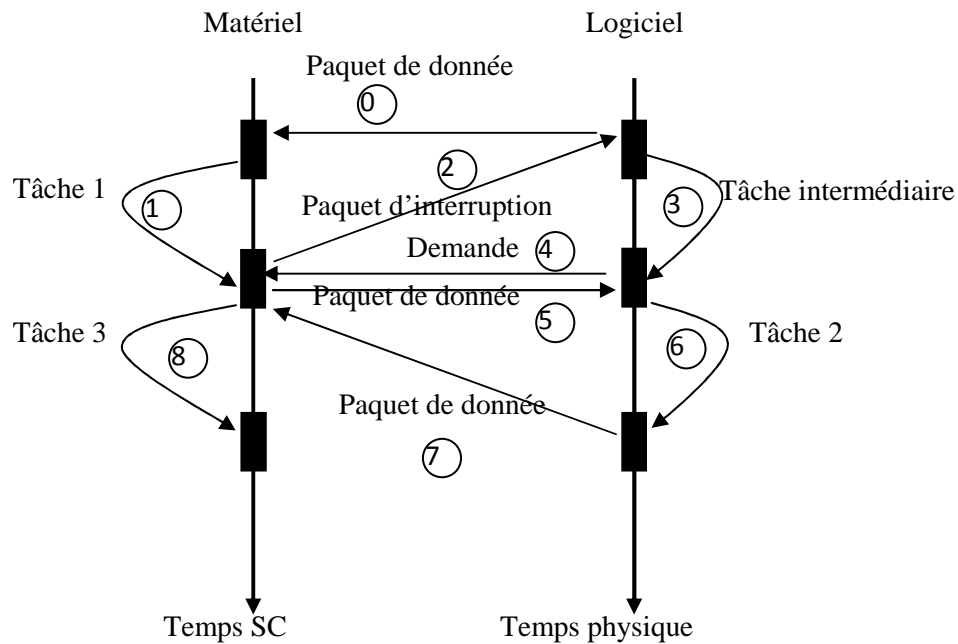 Matériel
Logiciel
Paquet de donnée
0
2
Tâche 1
1
Paquet d’interruption
3
Tâche intermédiaire
Demande
4
Paquet de donnée
5
Tâche 3
8
6
Tâche 2
Paquet de donnée
7
Temps SC
Temps physique